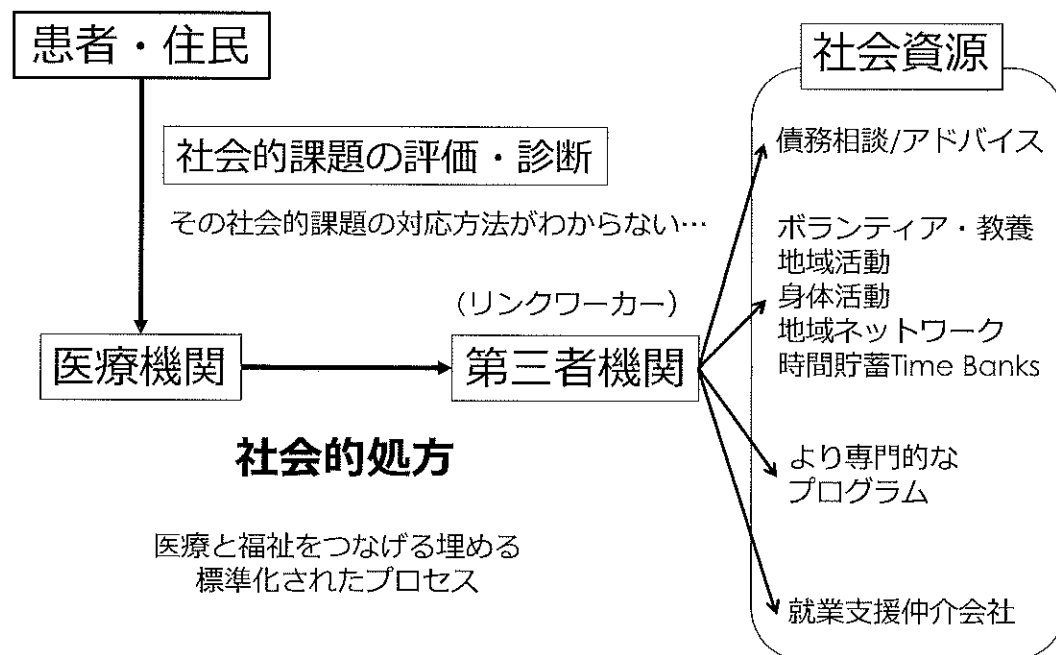 患者・住民
社会的課題の評価・診断
その社会的課題の対応方法がわからない…
医療機関
(リンクワーカー)
第三者機関
社会的処方
医療と福祉をつなげる埋める
標準化されたプロセス
社会資源
債務相談/アドバイス
ボランティア・教養
地域活動
身体活動
地域ネットワーク
時間貯蓄Time Banks
より専門的な
プログラム
就業支援仲介会社